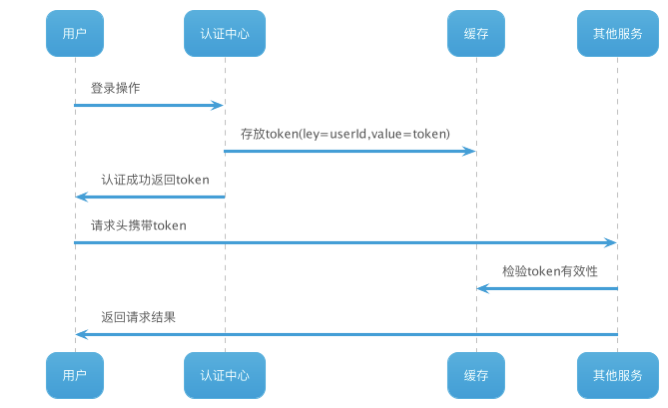 用户 认证中心 缓存 其他服务
登录操作
存放token(ley=userId,value=token)
认证成功返回token
请求头携带token
检验token有效性
返回请求结果
用户 认证中心 缓存 其他服务